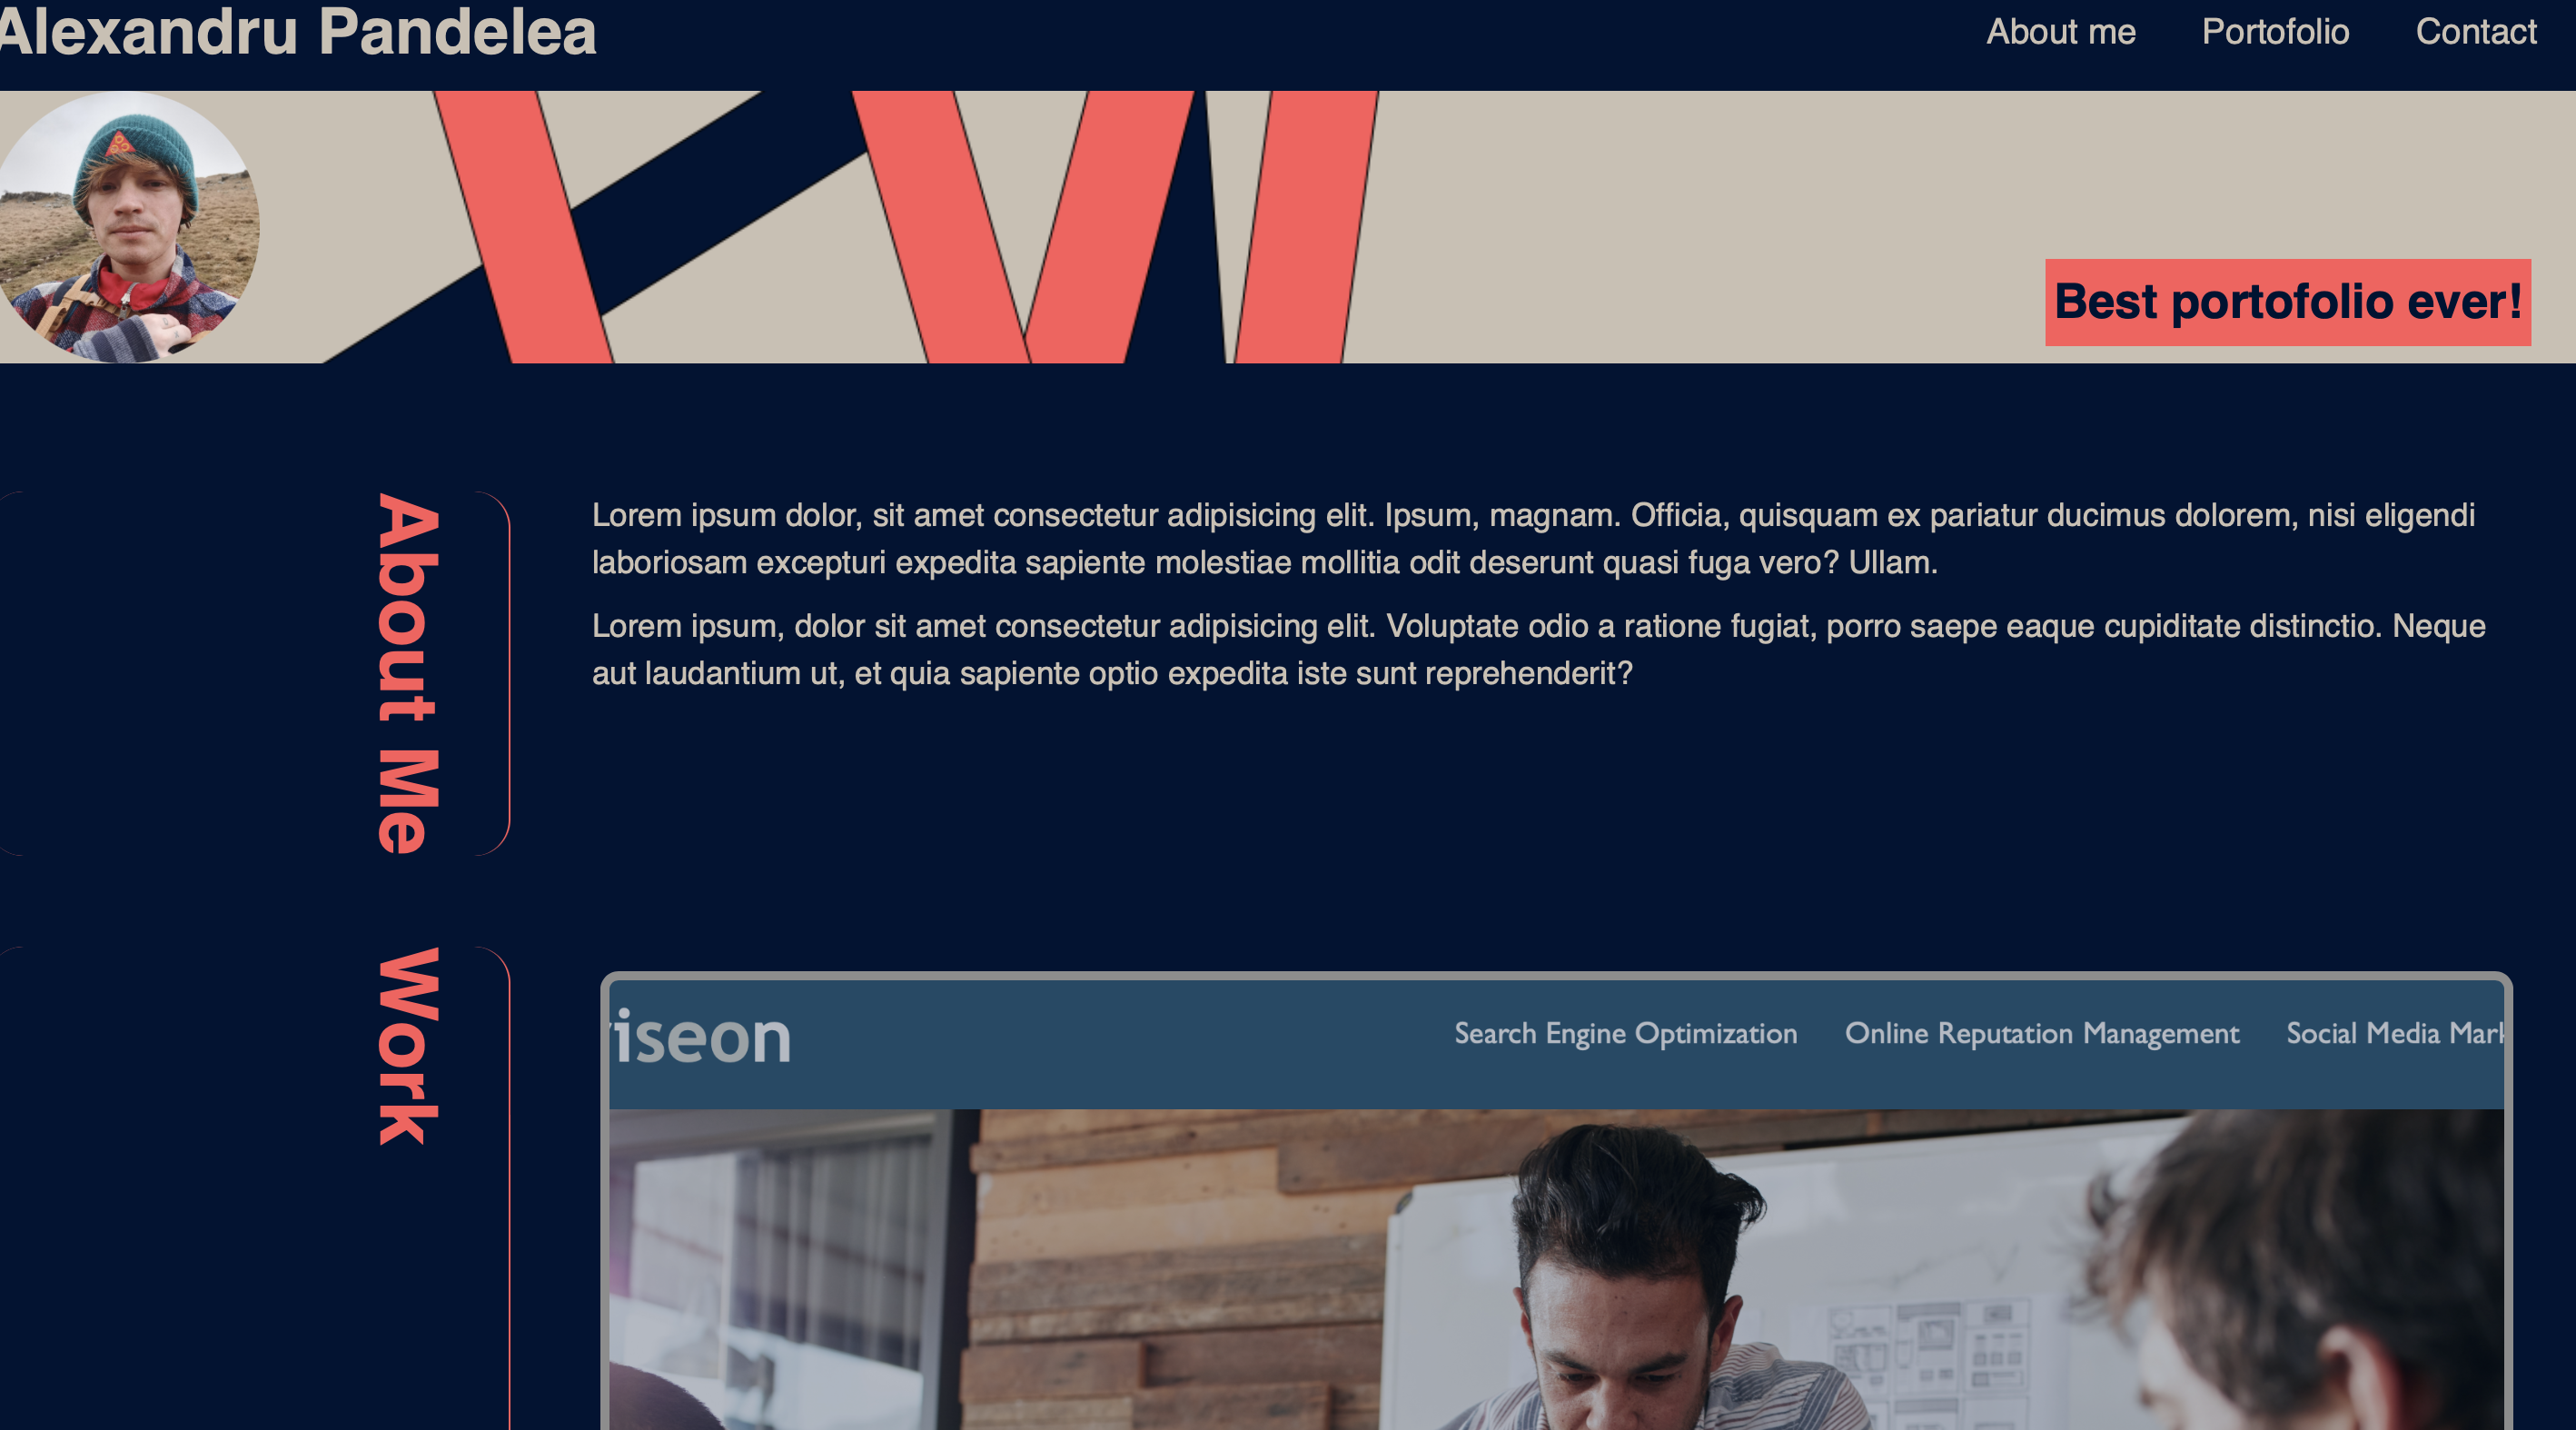 Alexandru Pandelea
About me Portofolio Contact
Best portofolio ever!
About Me
Lorem ipsum dolor, sit amet consectetur adipisicing elit. Ipsum, magnam. Officia, quisquam ex pariatur ducimus dolorem, nisi eligendi
laboriosam excepturi expedita sapiente molestiae mollitia odit deserunt quasi fuga vero? Ullam.
Lorem ipsum, dolor sit amet consectetur adipisicing elit. Voluptate odio a ratione fugiat, porro saepe eaque cupiditate distinctio. Neque
aut laudantium ut, et quia sapiente optio expedita iste sunt reprehenderit?
Work
iseon
Search Engine Optimization Online Reputation Management Social Media Mark